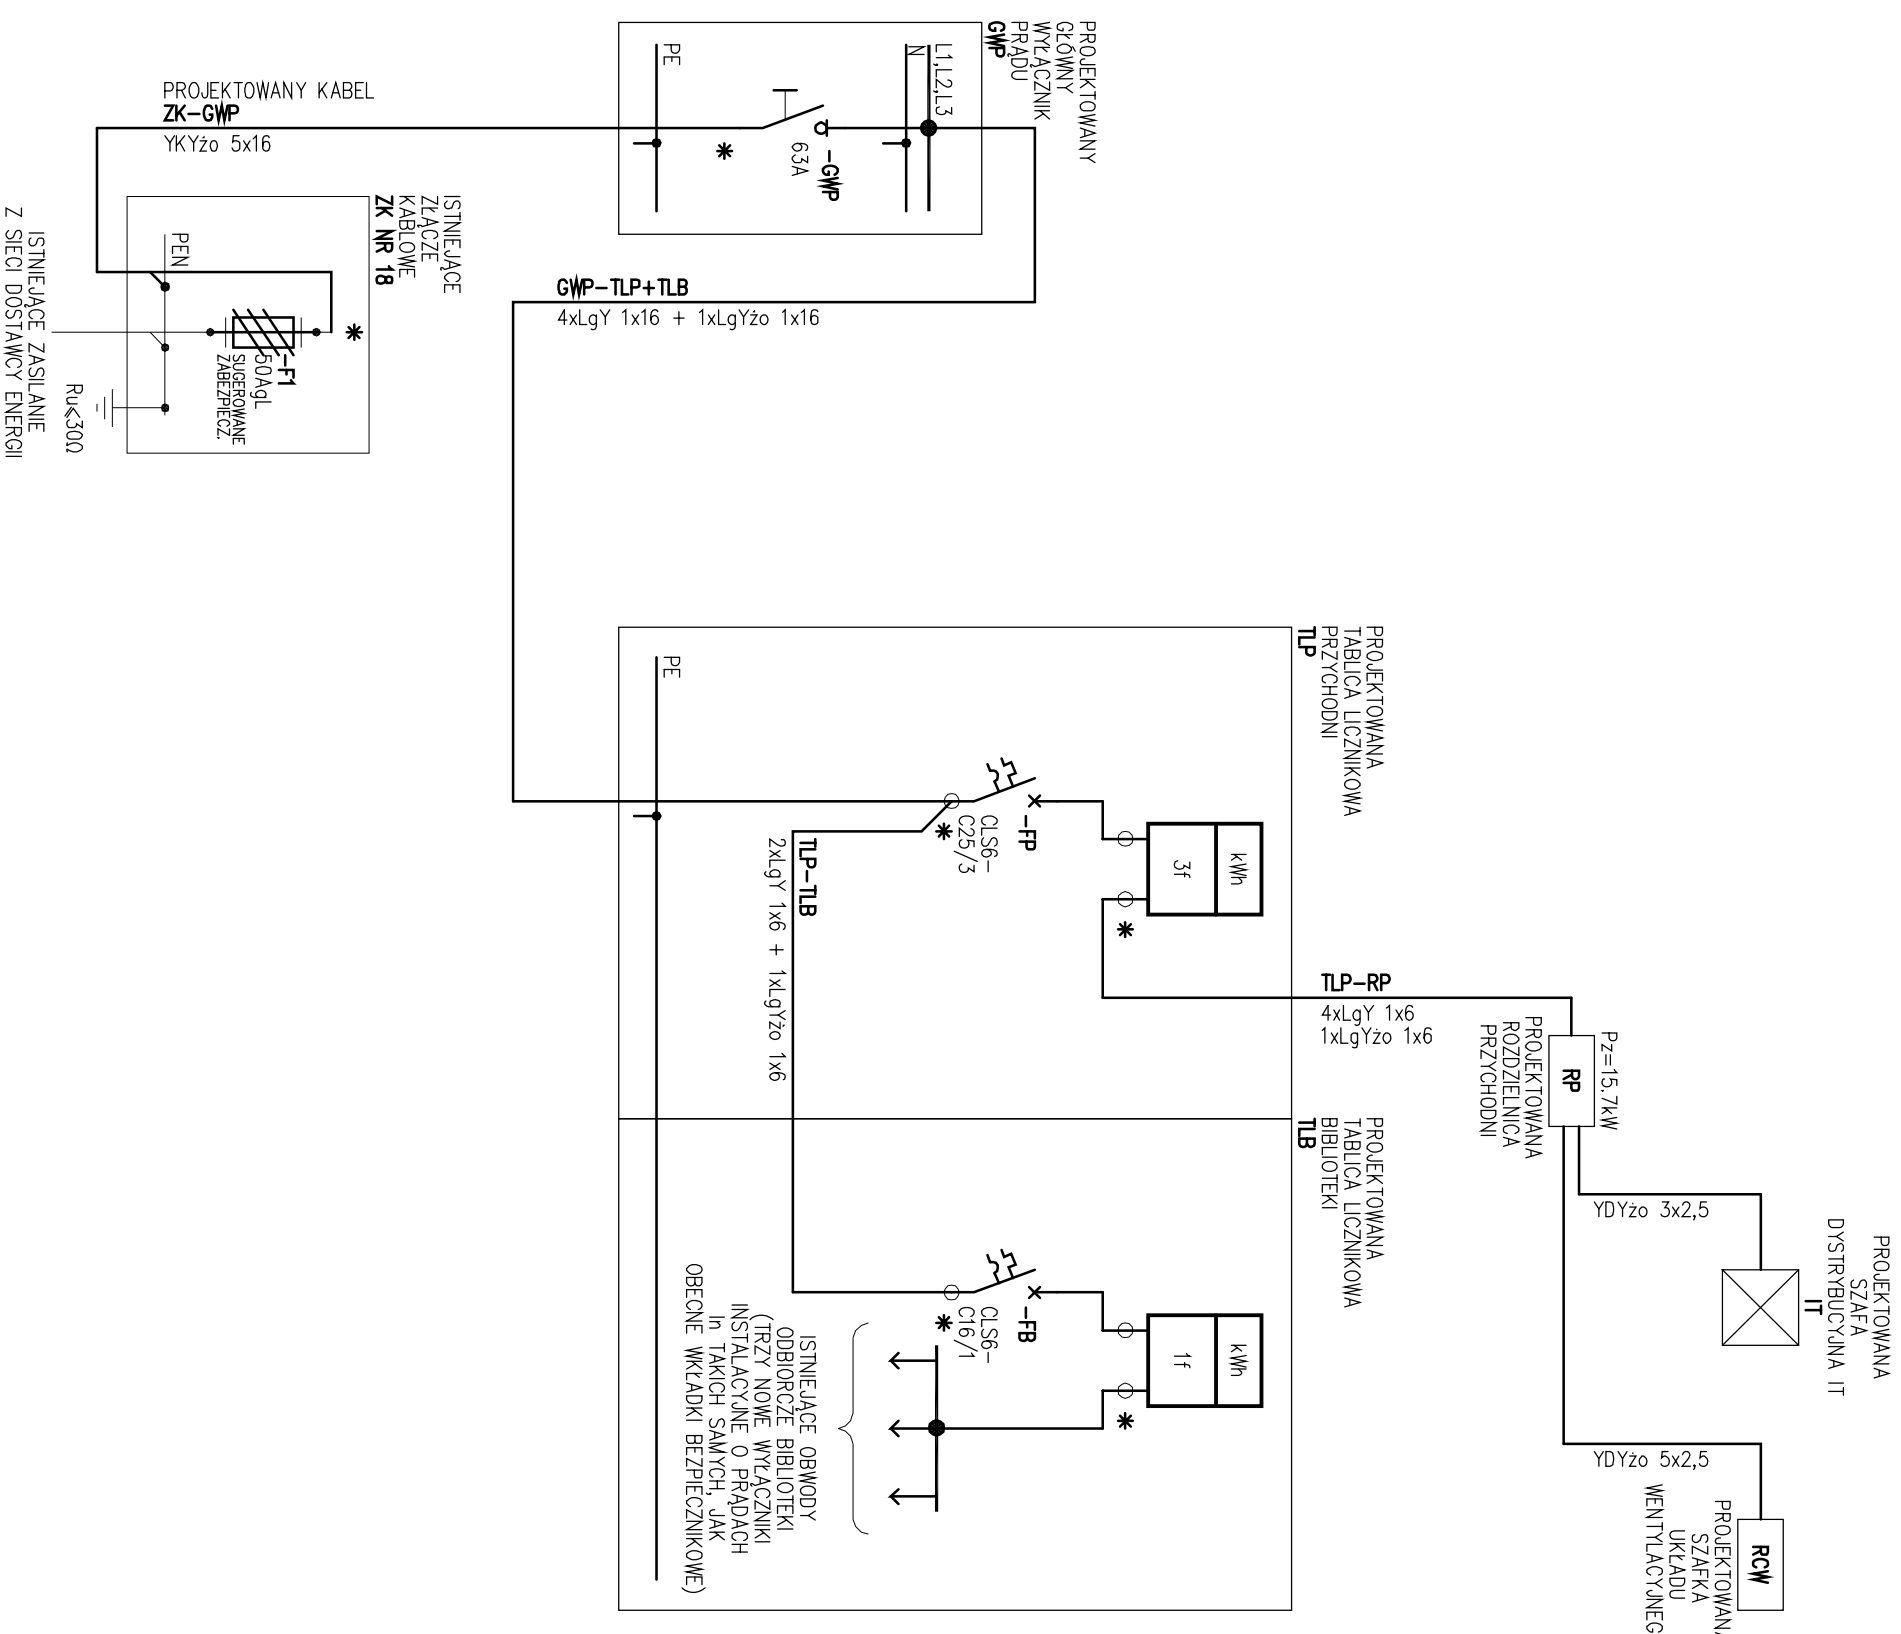 PROJEKTOWANY
GŁÓWNY
WYŁĄCZNIK
PRĄDU
GWP
L1,L2,L3
N
PE
-GWP
63A
*
PROJEKTOWANY KABEL
ZK-GWP
YKYżo 5x16
ISTNIEJĄCE
ZŁĄCZE
KABLOWE
ZK NR 18
PEN
*
-F1
50AgL
SUGEROWANE
ZABEZPIECZ.
Ru⩽30Ω
ISTNIEJĄCE ZASILANIE
Z SIECI DOSTAWCY ENERGII
GWP-TLP+TLB
4xLgY 1x16 + 1xLgYżo 1x16
PROJEKTOWANA
TABLICA LICZNIKOWA
PRZYCHODNI
TLP
PE
-FP
CLS6-
C25/3
*
kWh
3f
*
TLP-TLB
2xLgY 1x6 + 1xLgYżo 1x6
TLP-RP
4xLgY 1x6
1xLgYżo 1x6
Pz=15.7kW
RP
PROJEKTOWANA
ROZDZIELNICA
PRZYCHODNI
PROJEKTOWANA
TABLICA LICZNIKOWA
BIBLIOTEKI
TLB
-FB
CLS6-
C16/1
*
kWh
1f
*
ISTNIEJĄCE OBWODY
ODBIORCZE BIBLIOTEKI
(TRZY NOWE WYŁĄCZNIKI
INSTALACYJNE O PRĄDACH
In TAKICH SAMYCH, JAK
OBECNE WKŁADKI BEZPIECZNIKOWE)
YDYżo 3x2,5
PROJEKTOWANA
SZAFA
DYSTRYBUCYJNA IT
IT
YDYżo 5x2,5
RCW
PROJEKTOWAN
SZAFKA
UKŁADU
WENTYLACYJNEG